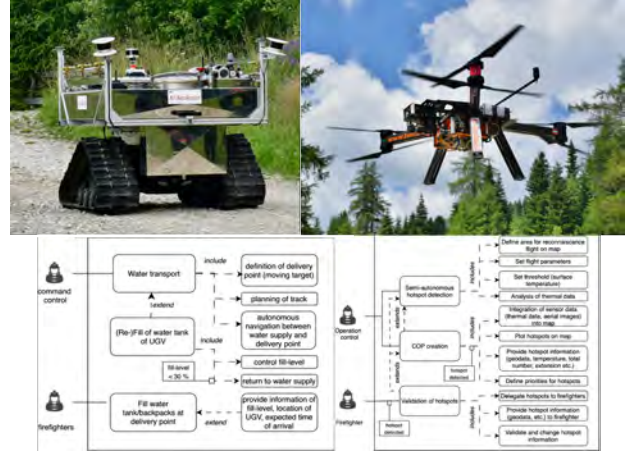 command
control
Water transport
include
definition of delivery
point (moving target)
extend
planning of track
(Re-)Fill of water tank
of UGV
autonomous
navigation between
water supply and
delivery point
include
fill-level
< 30 %
control fill-level
return to water supply
firefighters
Fill water
tank/backpacks at
delivery point
extend
provide information of
fill-level, location of
UGV, expected time of
arrival
Operation
control
Semi-autonomous
hotspot detection
includes
Define area for reconnaissance
flight on map
Set flight parameters
Set threshold (surface
temperature)
Analysis of thermal data
extends
COP creation
includes
Integration of sensor data
(thermal data, aerial images) into
map
Plot hotspots on map
Provide hotspot information
(geodata, temperature, total
number, extension etc.)
Define priorities for hotspots
extends
hotspot
detected
Firefighter
Validation of hotspots
hotspot
detected
includes
Delegate hotspots to firefighters
Provide hotspot information
(geodata, etc.) to firefighter
Validate and change hotspot
information